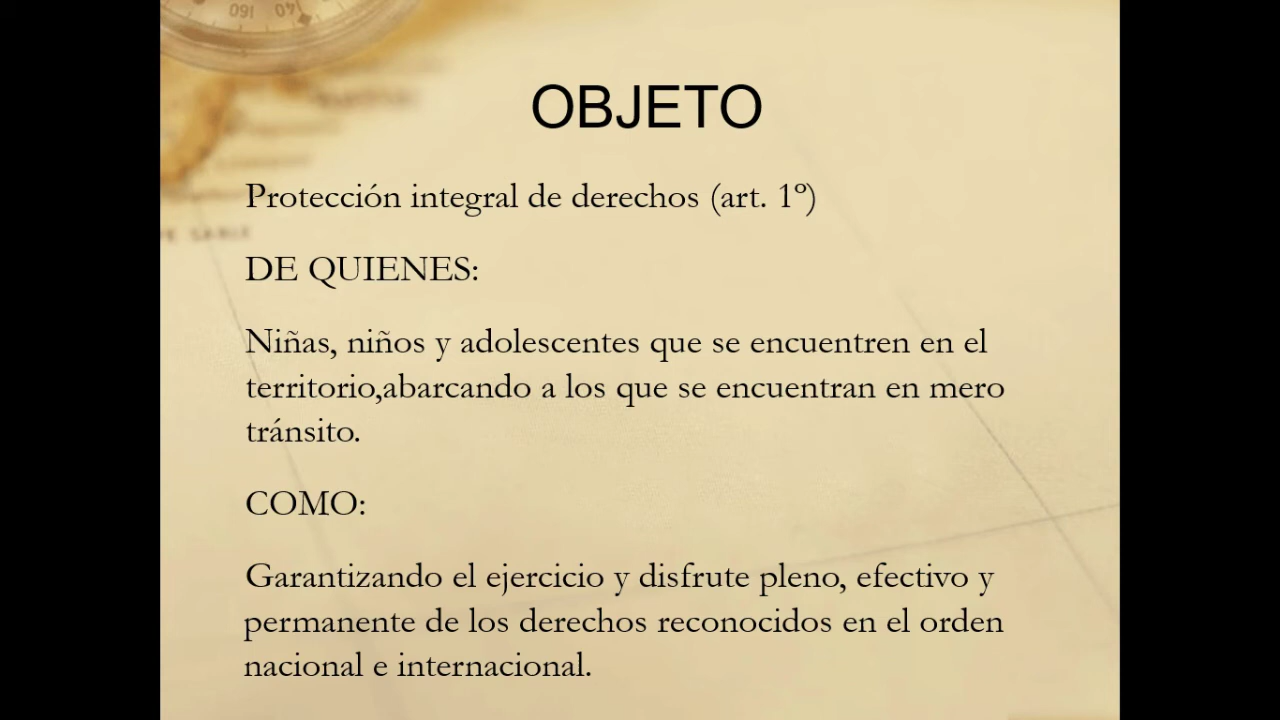 160 40
OBJETO
Protección integral de derechos (art. 1º)
DE QUIENES:
Niñas, niños y adolescentes que se encuentren en el
territorio,abarcando a los que se encuentran en mero
tránsito.
COMO:
Garantizando el ejercicio y disfrute pleno, efectivo y
permanente de los derechos reconocidos en el orden
nacional e internacional.